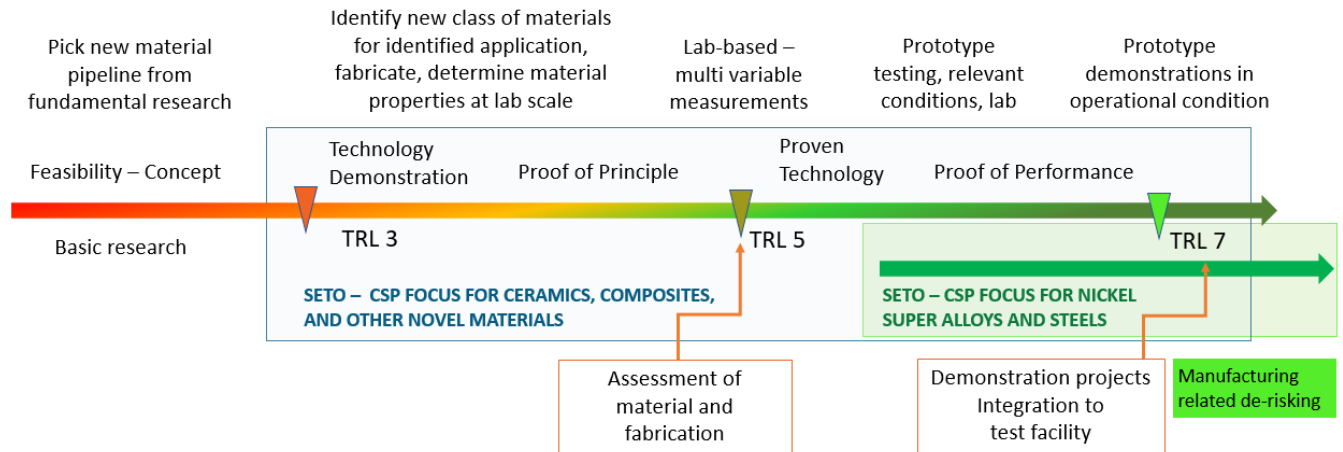 Pick new material
pipeline from
fundamental research
Identify new class of materials
for identified application,
fabricate, determine material
properties at lab scale
Lab-based –
multi variable
measurements
Prototype
testing, relevant
conditions, lab
Prototype
demonstrations in
operational condition
Feasibility – Concept
Technology
Demonstration
Proof of Principle
Proven
Technology
Proof of Performance
Basic research
TRL 3
TRL 5
TRL 7
SETO – CSP FOCUS FOR CERAMICS, COMPOSITES,
AND OTHER NOVEL MATERIALS
SETO – CSP FOCUS FOR NICKEL
SUPER ALLOYS AND STEELS
Assessment of
material and
fabrication
Demonstration projects
Integration to
test facility
Manufacturing
related de-risking